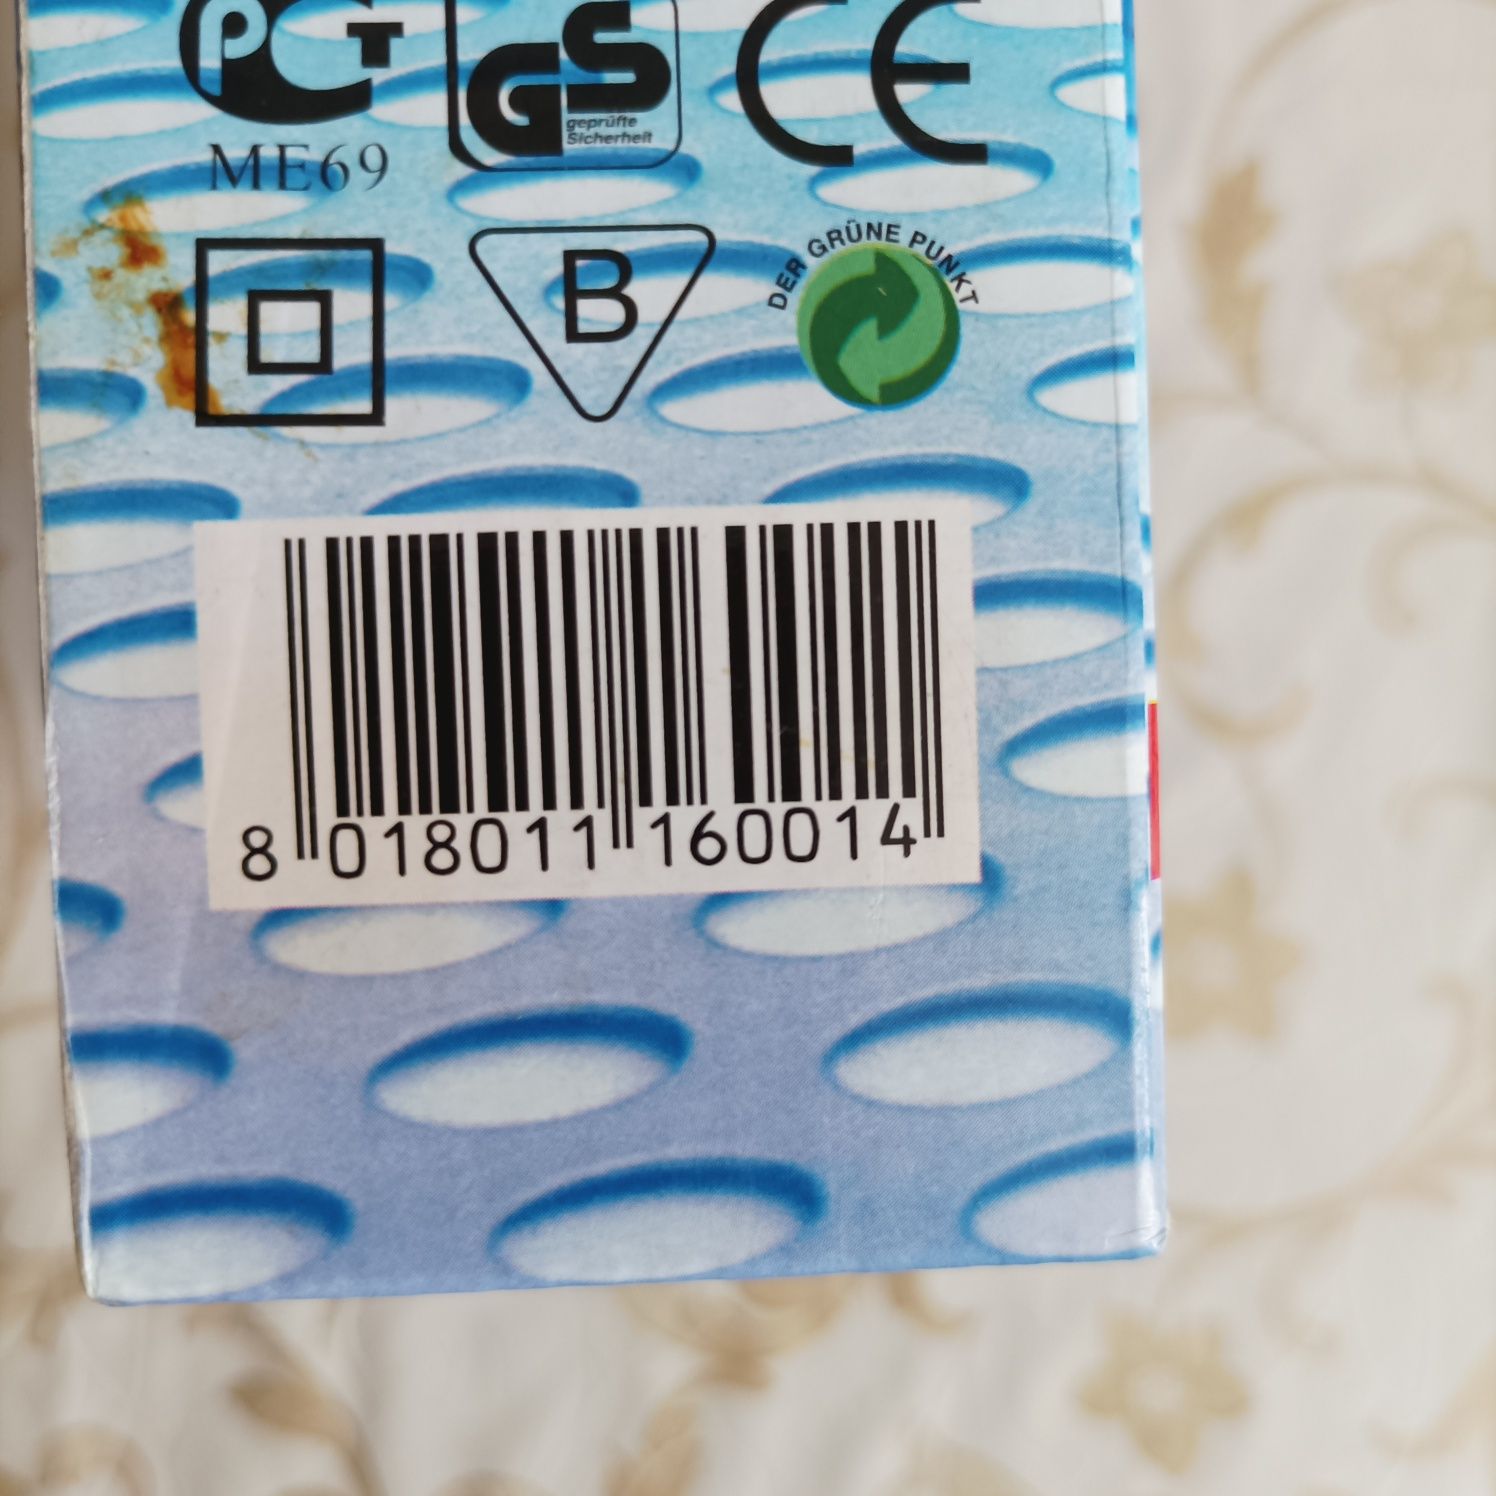 PCT
GS
geprüfte
Sicherheit
CE
ME69
B
DER GRÜNE PUNKT
8 018011 160014